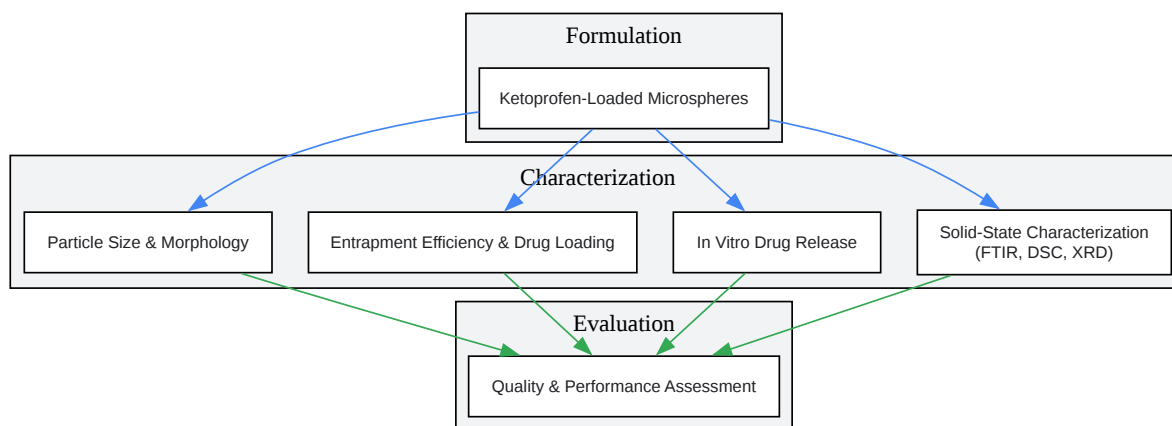 Formulation
Ketoprofen-Loaded Microspheres
Characterization
Particle Size & Morphology
Entrapment Efficiency & Drug Loading
In Vitro Drug Release
Solid-State Characterization
(FTIR, DSC, XRD)
Evaluation
Quality & Performance Assessment